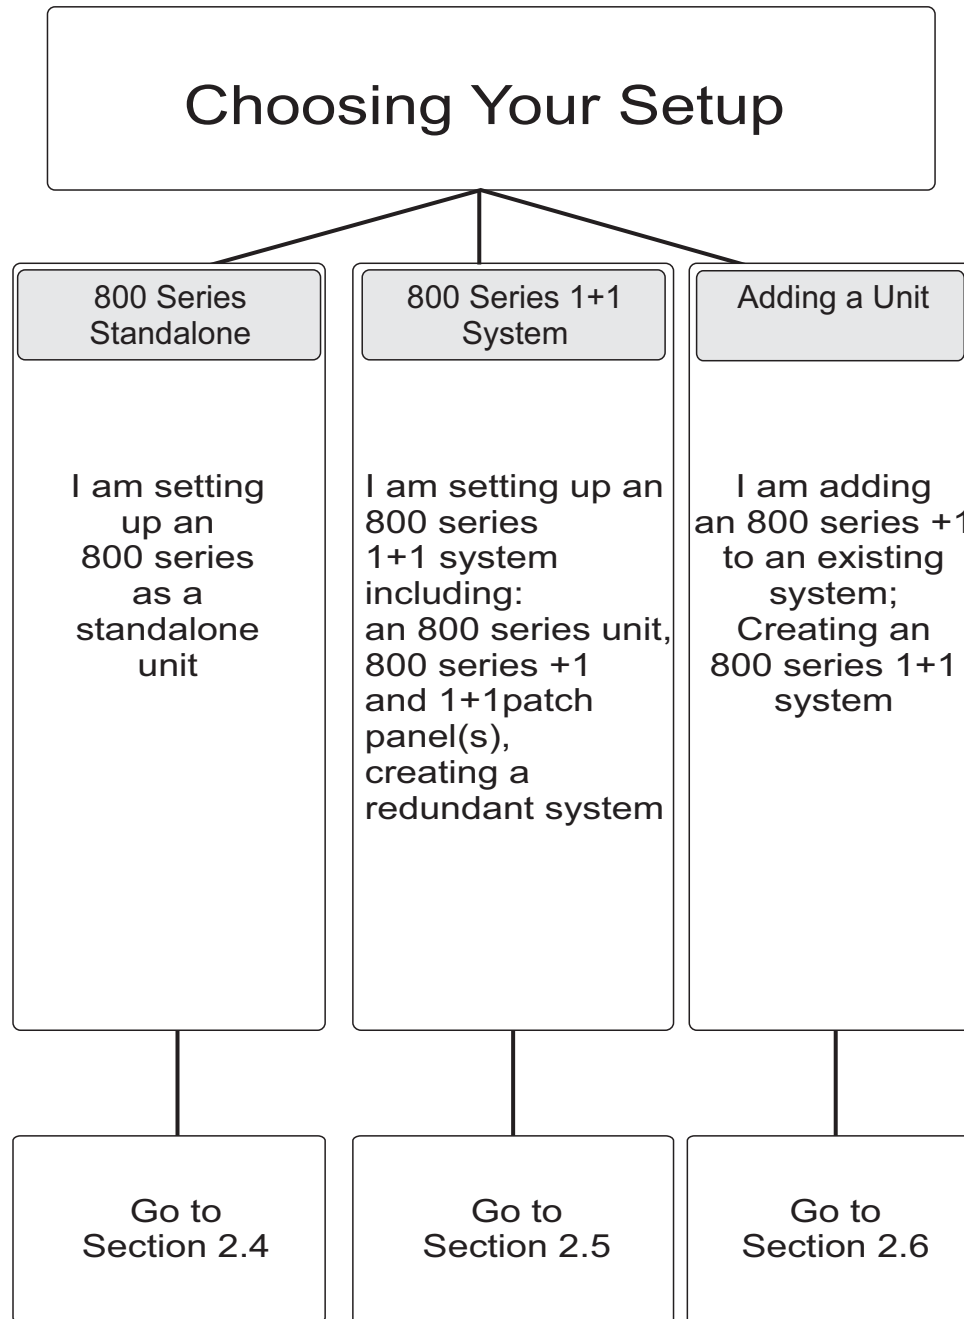 Choosing Your Setup
800 Series
Standalone
I am setting
up an
800 series
as a
standalone
unit
Go to
Section 2.4
800 Series 1+1
System
I am setting up an
800 series
1+1 system
including:
an 800 series unit,
800 series +1
and 1+1patch
panel(s),
creating a
redundant system
Go to
Section 2.5
Adding a Unit
I am adding
an 800 series +1
to an existing
system;
Creating an
800 series 1+1
system
Go to
Section 2.6